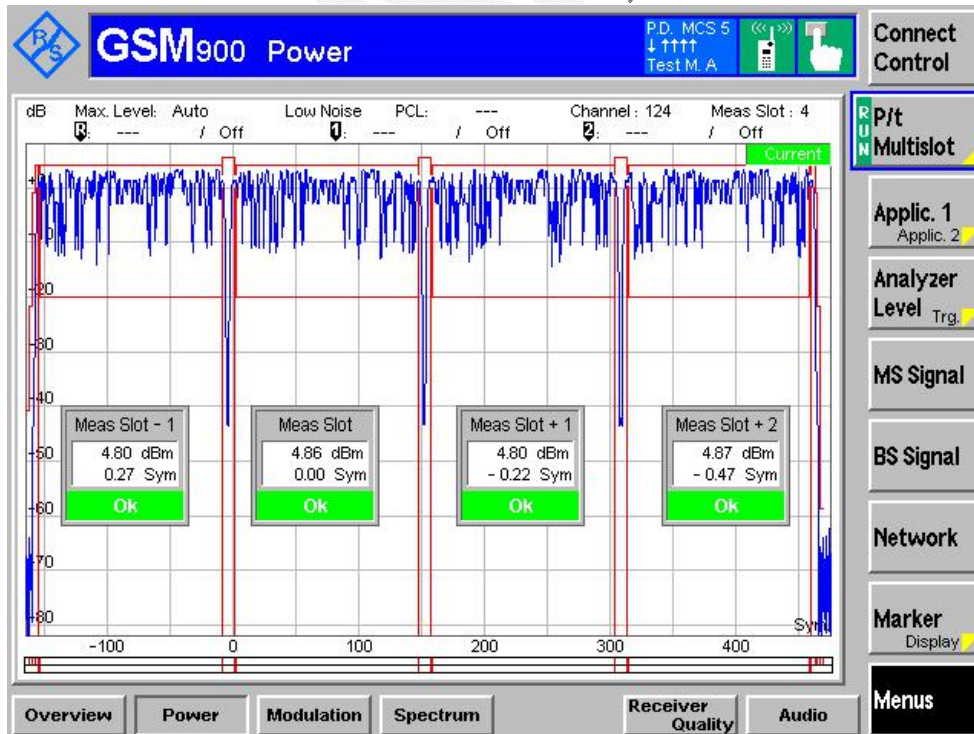 R/S
GSM900 Power
P.D. MCS 5
↓ ↑↑↑↑
Test M. A
Connect
Control
dB Max. Level: Auto Low Noise PCL: --- Channel : 124 Meas Slot : 4
R: --- / Off 1: --- / Off 2: --- / Off
RUN
P/t
Multislot
Current
Applic. 1
Applic. 2
Analyzer
Level Trg.
MS Signal
BS Signal
Network
Marker
Display
Menus
-20
-30
-40
-50
-60
-70
-80
Meas Slot - 1
4.80 dBm
0.27 Sym
Ok
Meas Slot
4.86 dBm
0.00 Sym
Ok
Meas Slot + 1
4.80 dBm
- 0.22 Sym
Ok
Meas Slot + 2
4.87 dBm
- 0.47 Sym
Ok
Sym
-100 0 100 200 300 400
Overview Power Modulation Spectrum Receiver Quality Audio